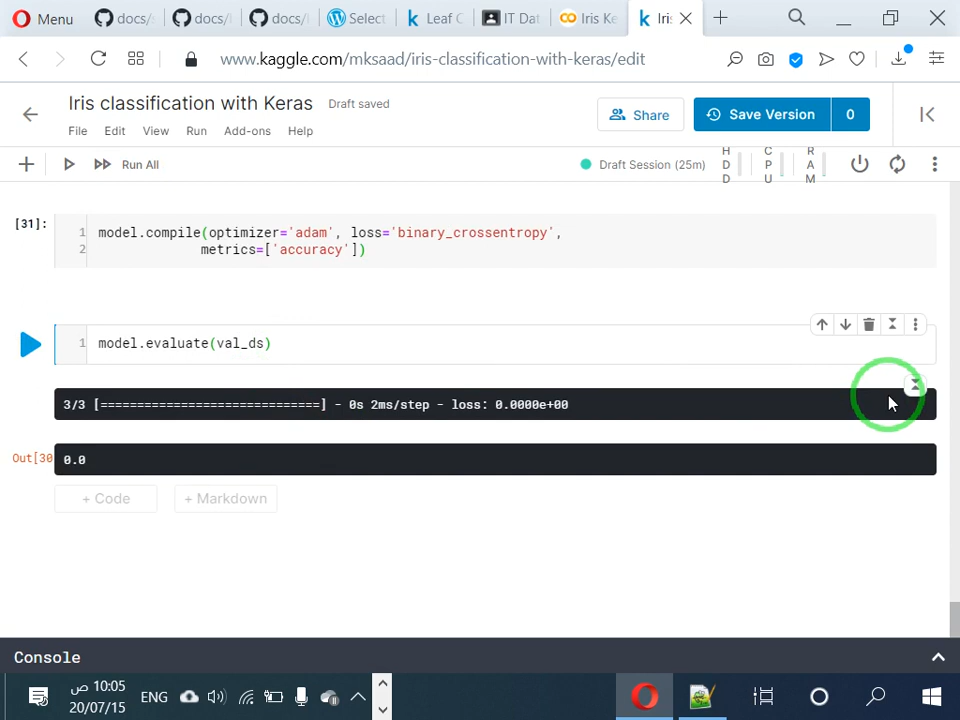 Menu
docs/
docs/
docs/
Select
Leaf C
IT Dat
Iris Ke
Iri
www.kaggle.com/mksaad/iris-classification-with-keras/edit
Iris classification with Keras
Draft saved
File Edit View Run Add-ons Help
Share
Save Version
0
Run All
Draft Session (25m)
HDD
CPU
RAM
[31]:
1 model.compile(optimizer='adam', loss='binary_crossentropy',
2 metrics=['accuracy'])
1 model.evaluate(val_ds)
3/3 [==============================] - 0s 2ms/step - loss: 0.0000e+00
Out[30
0.0
+ Code
+ Markdown
Console
10:05 ص
20/07/15
ENG